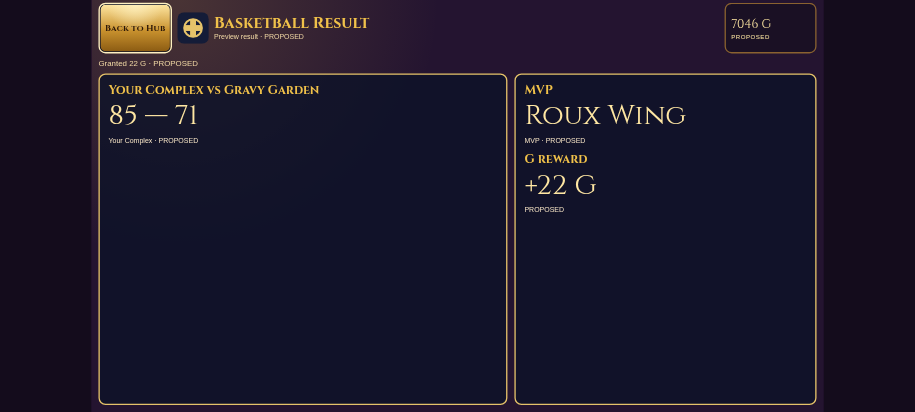 Back to Hub
Basketball Result
Preview result · PROPOSED
7046 G
PROPOSED
Granted 22 G · PROPOSED
Your Complex vs Gravy Garden
85 — 71
Your Complex · PROPOSED
MVP
Roux Wing
MVP · PROPOSED
G reward
+22 G
PROPOSED